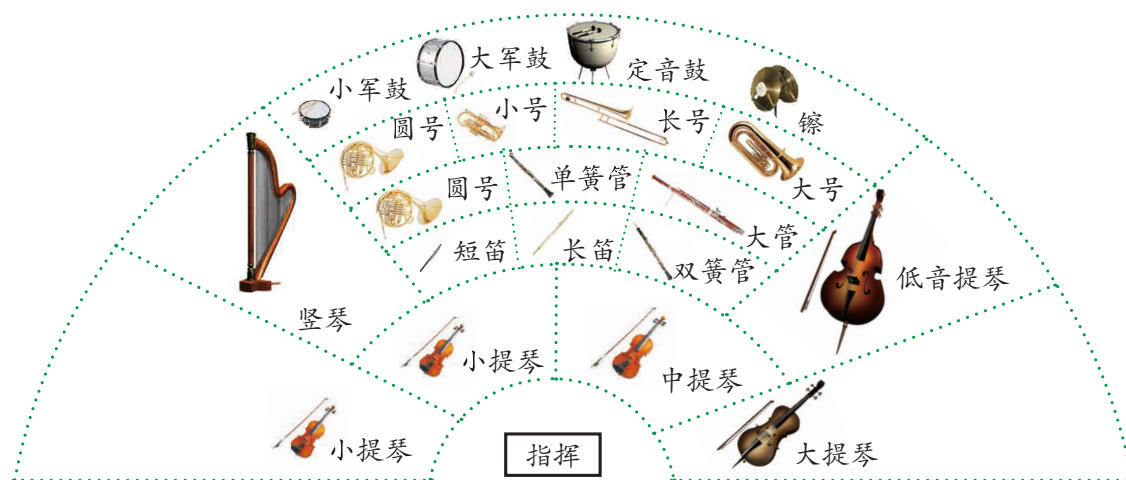 大军鼓
定音鼓
小军鼓
镲
小号
长号
圆号
大号
圆号
单簧管
大管
短笛
长笛
双簧管
低音提琴
竖琴
小提琴
中提琴
小提琴
指挥
大提琴